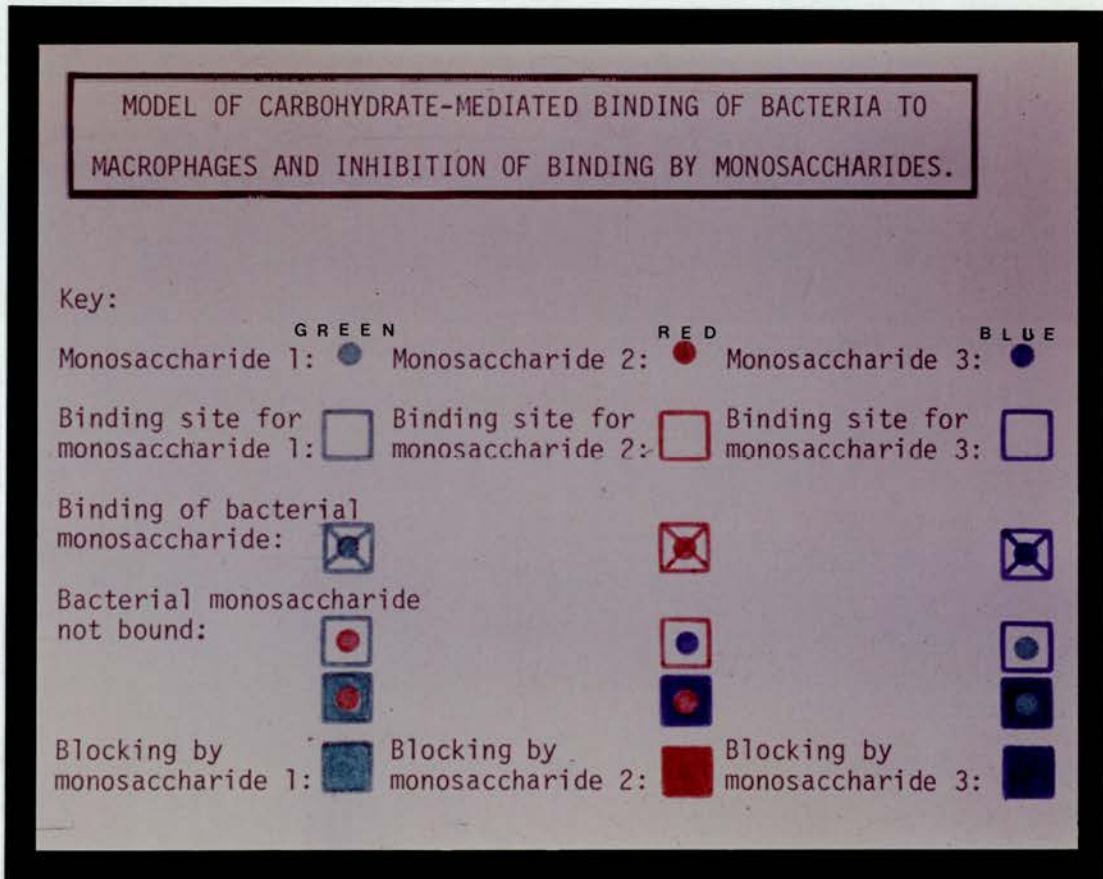 MODEL OF CARBOHYDRATE-MEDIATED BINDING OF BACTERIA TO
MACROPHAGES AND INHIBITION OF BINDING BY MONOSACCHARIDES.
Key:
GREEN RED BLUE
Monosaccharide 1: Monosaccharide 2: Monosaccharide 3:
Binding site for Binding site for Binding site for
monosaccharide 1: monosaccharide 2: monosaccharide 3:
Binding of bacterial
monosaccharide:
Bacterial monosaccharide
not bound:
Blocking by Blocking by Blocking by
monosaccharide 1: monosaccharide 2: monosaccharide 3: